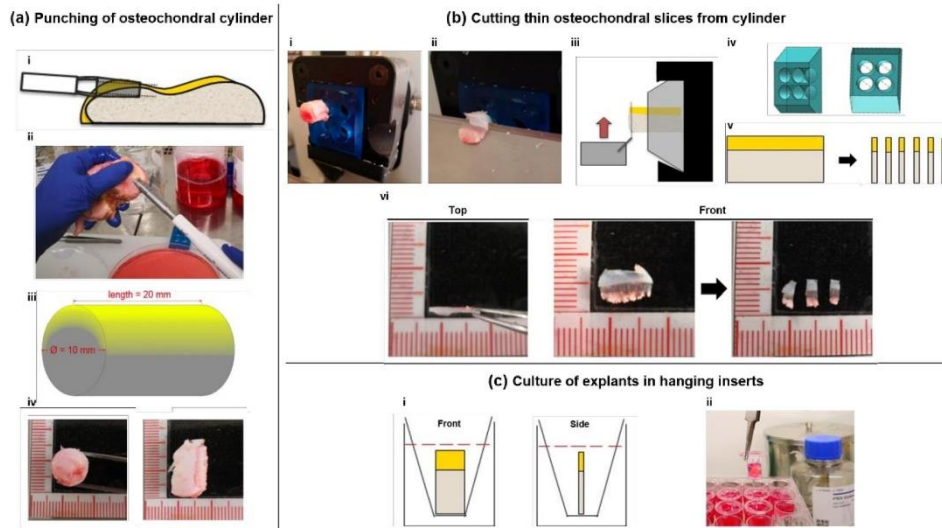 (a) Punching of osteochondral cylinder
i
ii
iii
length = 20 mm
Ø = 10 mm
iv
(b) Cutting thin osteochondral slices from cylinder
i
ii
iii
iv
v
vi
Top
Front
(c) Culture of explants in hanging inserts
i
Front
Side
ii